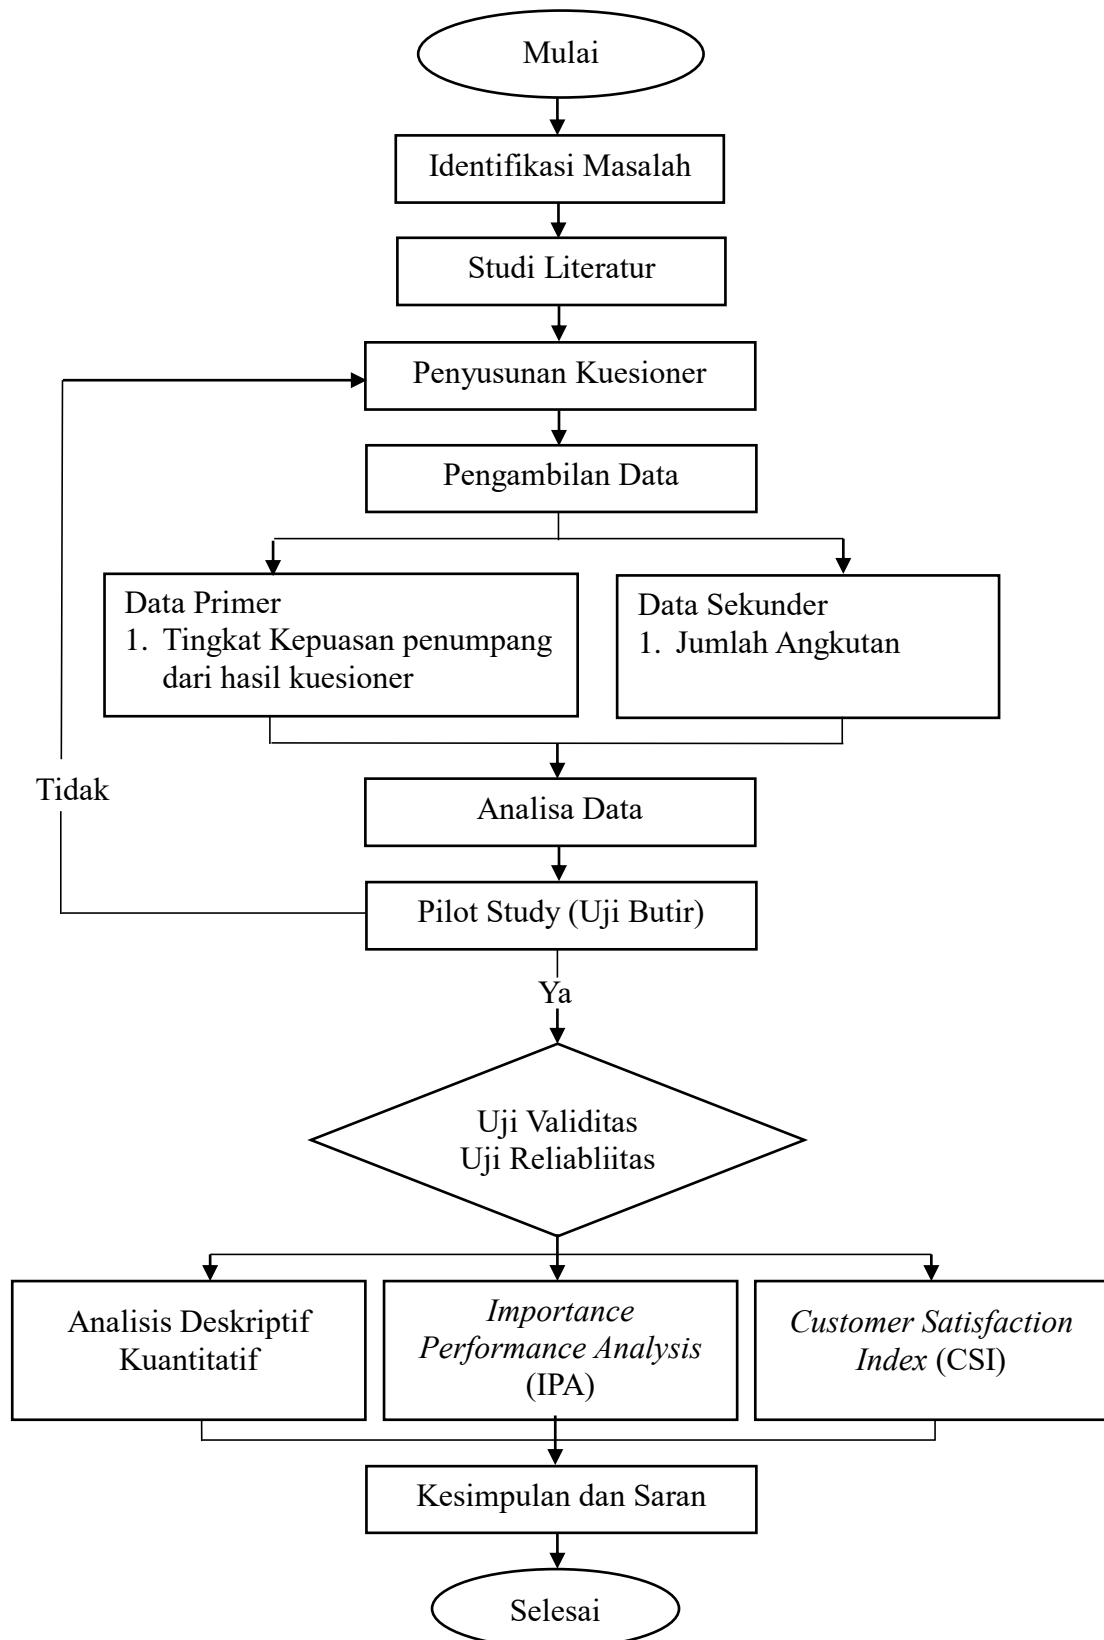 Mulai
Identifikasi Masalah
Studi Literatur
Penyusunan Kuesioner
Pengambilan Data
Data Primer
1. Tingkat Kepuasan penumpang
dari hasil kuesioner
Data Sekunder
1. Jumlah Angkutan
Tidak
Analisa Data
Pilot Study (Uji Butir)
Ya
Uji Validitas
Uji Reliabliitas
Analisis Deskriptif
Kuantitatif
Importance
Performance Analysis
(IPA)
Customer Satisfaction
Index (CSI)
Kesimpulan dan Saran
Selesai